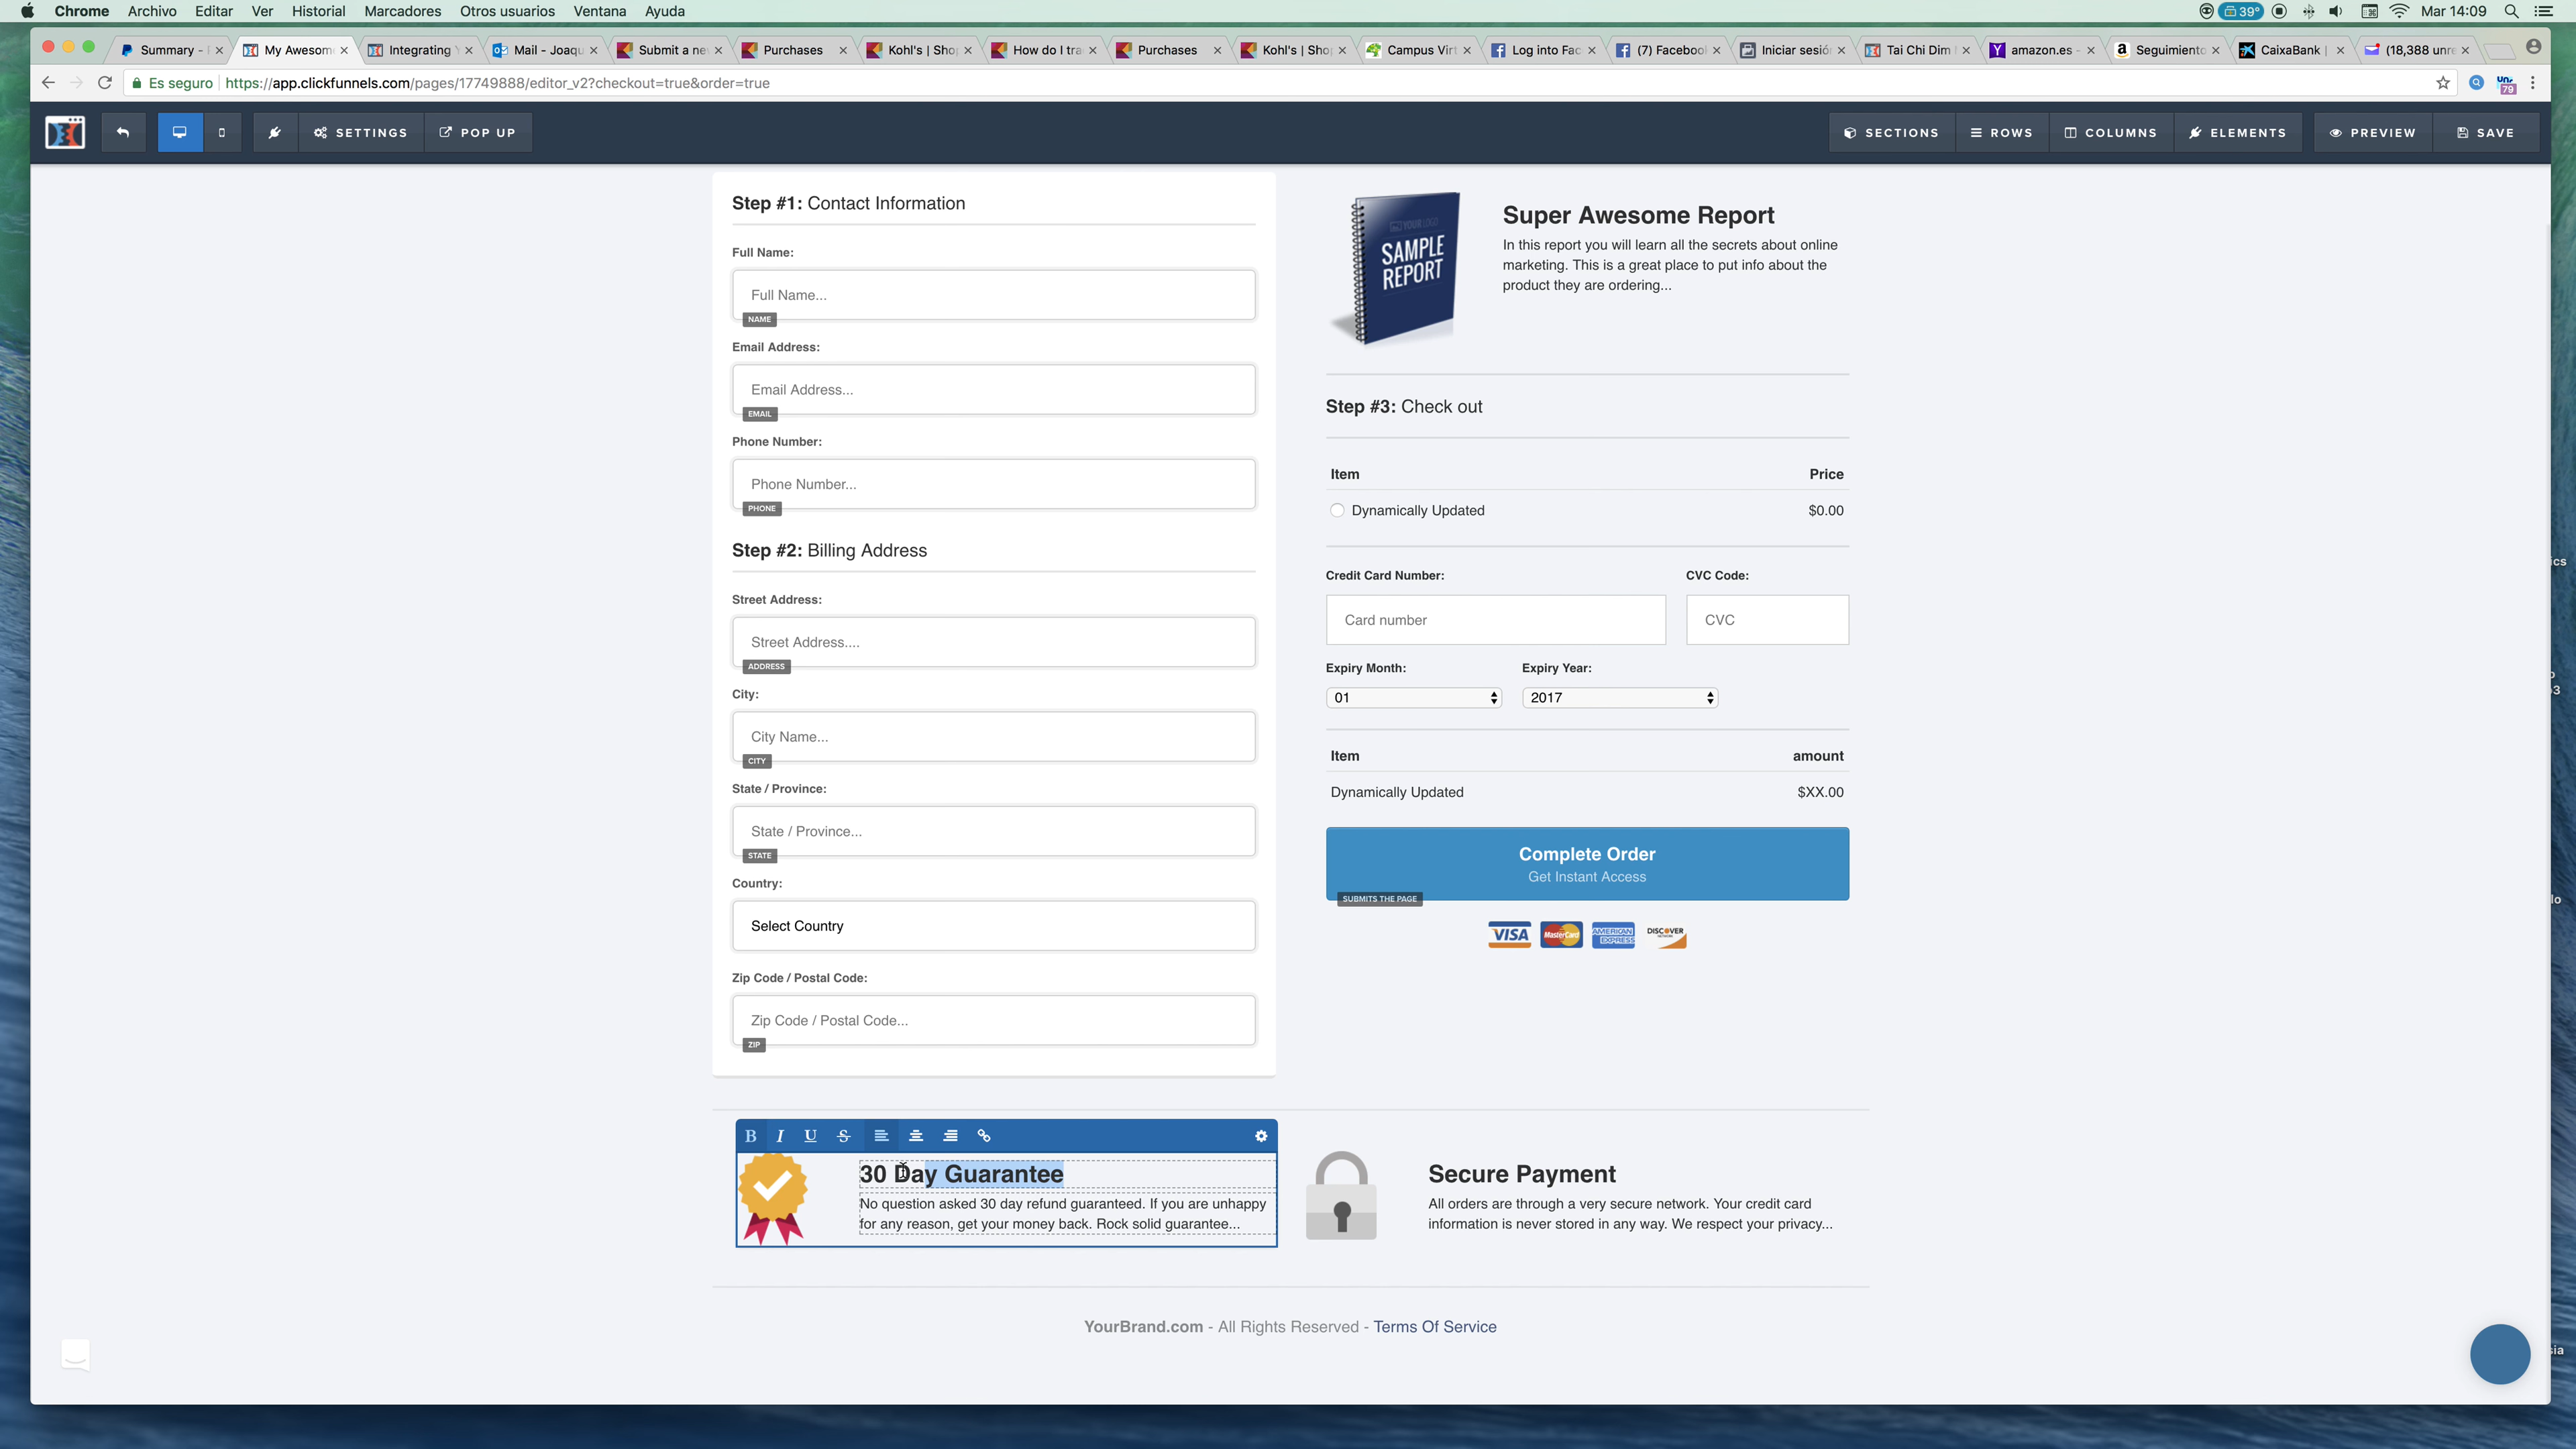 Chrome Archivo Editar Ver Historial Marcadores Otros usuarios Ventana Ayuda 39° Mar 14:09
Summary - My Awesom Integrating Mail - Joaqu Submit a ne Purchases Kohl's | Sho How do I tra Purchases Kohl's | Sho Campus Virt Log into Fac (7) Faceboo Iniciar sesió Tai Chi Dim amazon.es - Seguimiento CaixaBank | (18,388 unre
Es seguro https://app.clickfunnels.com/pages/17749888/editor_v2?checkout=true&order=true 79
SETTINGS POP UP SECTIONS ROWS COLUMNS ELEMENTS PREVIEW SAVE
Step #1: Contact Information
Full Name:
Full Name...
NAME
Email Address:
Email Address...
EMAIL
Phone Number:
Phone Number...
PHONE
Step #2: Billing Address
Street Address:
Street Address....
ADDRESS
City:
City Name...
CITY
State / Province:
State / Province...
STATE
Country:
Select Country
Zip Code / Postal Code:
Zip Code / Postal Code...
ZIP
YOUR LOGO
SAMPLE
REPORT
Super Awesome Report
In this report you will learn all the secrets about online
marketing. This is a great place to put info about the
product they are ordering...
Step #3: Check out
Item Price
Dynamically Updated $0.00
Credit Card Number: CVC Code:
Card number CVC
Expiry Month: Expiry Year:
01 2017
Item amount
Dynamically Updated $XX.00
Complete Order
Get Instant Access
SUBMITS THE PAGE
VISA MasterCard AMERICAN EXPRESS DISCOVER
B I U S
30 Day Guarantee
No question asked 30 day refund guaranteed. If you are unhappy
for any reason, get your money back. Rock solid guarantee...
Secure Payment
All orders are through a very secure network. Your credit card
information is never stored in any way. We respect your privacy...
YourBrand.com - All Rights Reserved - Terms Of Service